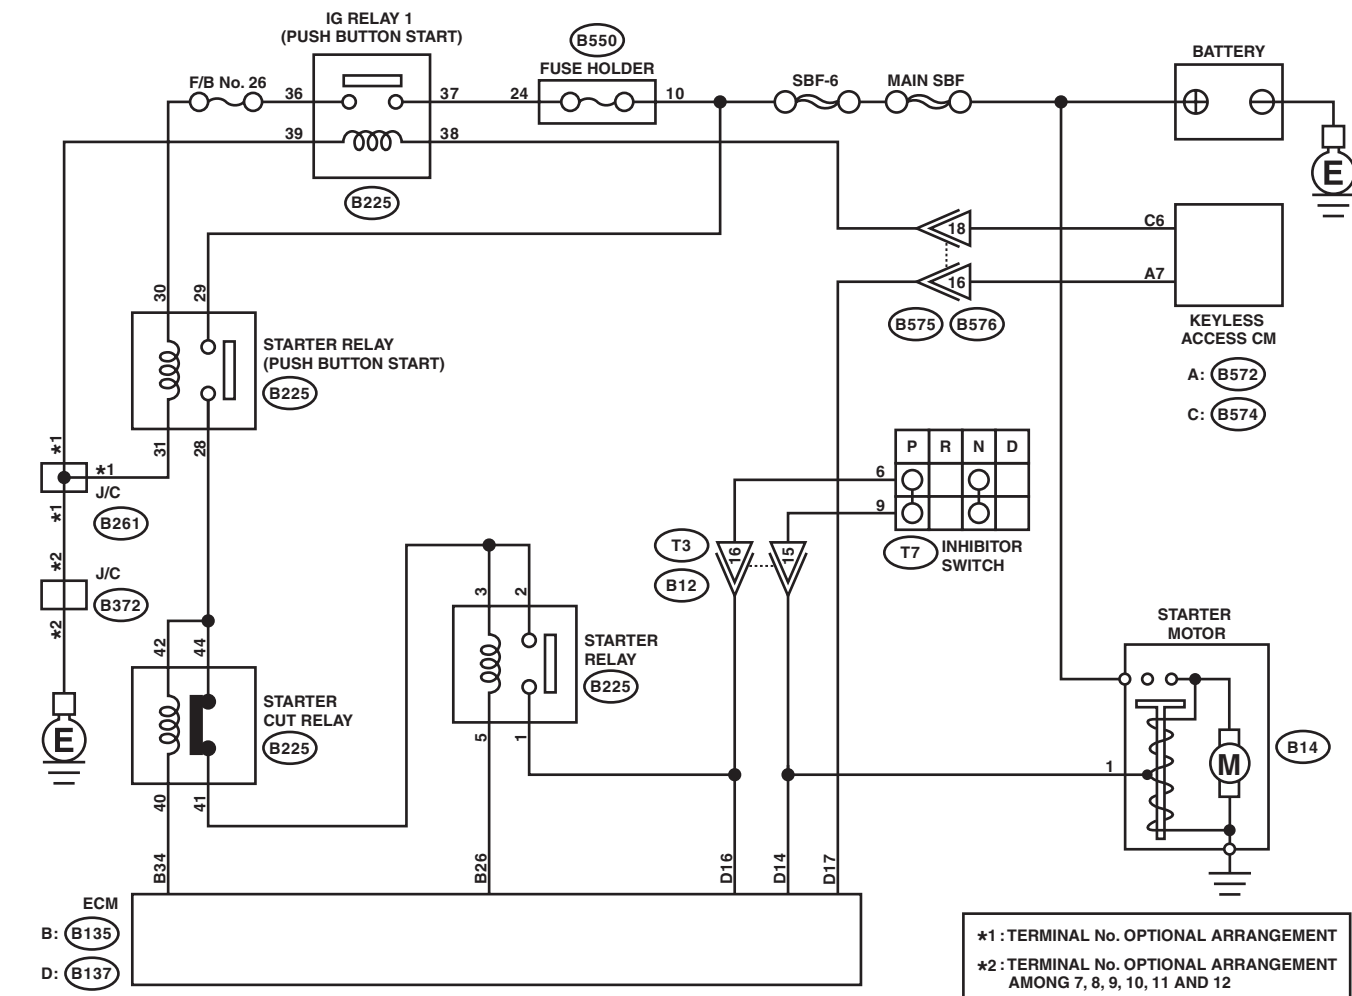 IG RELAY 1
(PUSH BUTTON START)
B550
FUSE HOLDER
F/B No. 26
36
37
24
10
SBF-6
MAIN SBF
BATTERY
39
38
E
B225
18
C6
16
A7
B575
B576
KEYLESS
ACCESS CM
A: B572
C: B574
30
29
STARTER RELAY
(PUSH BUTTON START)
B225
31
28
*1
*1
J/C
*1
B261
*2
J/C
B372
*2
E
P R N D
6
9
T7
INHIBITOR
SWITCH
T3
B12
16
15
3
2
STARTER
RELAY
B225
5
1
42
44
STARTER
CUT RELAY
B225
40
41
STARTER
MOTOR
1
M
B14
B34
B26
D16
D14
D17
ECM
B: B135
D: B137
*1 : TERMINAL No. OPTIONAL ARRANGEMENT
*2 : TERMINAL No. OPTIONAL ARRANGEMENT
AMONG 7, 8, 9, 10, 11 AND 12